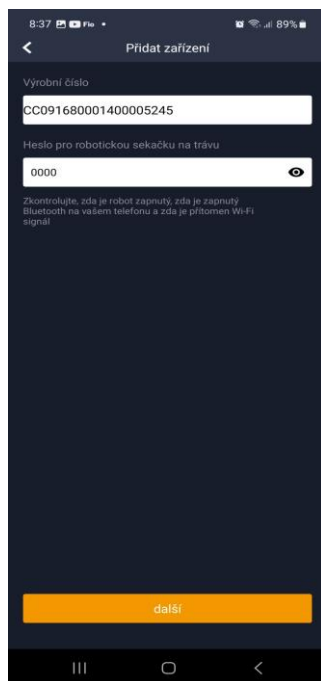 8:37 Fio • 89%
Přidat zařízení
Výrobní číslo
CC091680001400005245
Heslo pro robotickou sekačku na trávu
0000
Zkontrolujte, zda je robot zapnutý, zda je zapnutý
Bluetooth na vašem telefonu a zda je přítomen Wi-Fi
signál
další